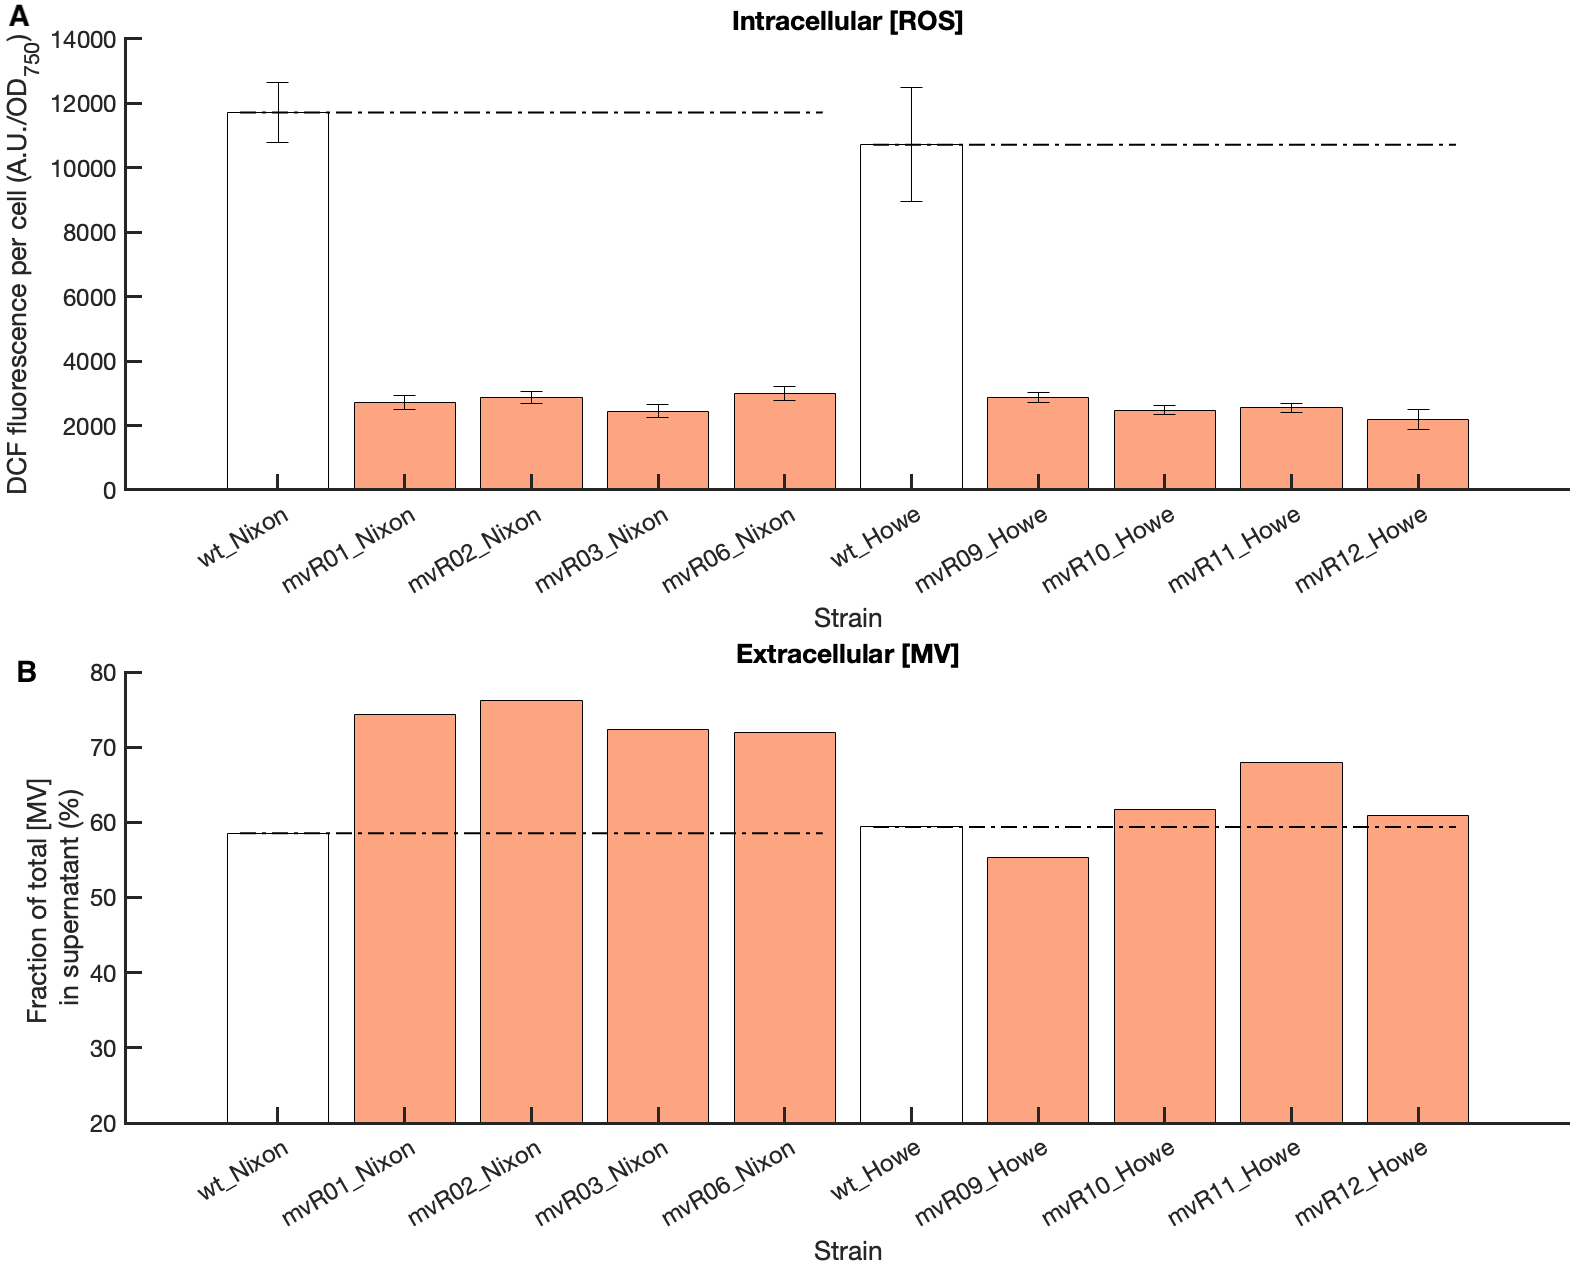 A
Intracellular [ROS]
DCF fluorescence per cell (A.U./OD750)
14000
12000
10000
8000
6000
4000
2000
0
wt_Nixon
mvR01_Nixon
mvR02_Nixon
mvR03_Nixon
mvR06_Nixon
wt_Howe
mvR09_Howe
mvR10_Howe
mvR11_Howe
mvR12_Howe
Strain
B
Extracellular [MV]
Fraction of total [MV]
in supernatant (%)
80
70
60
50
40
30
20
wt_Nixon
mvR01_Nixon
mvR02_Nixon
mvR03_Nixon
mvR06_Nixon
wt_Howe
mvR09_Howe
mvR10_Howe
mvR11_Howe
mvR12_Howe
Strain